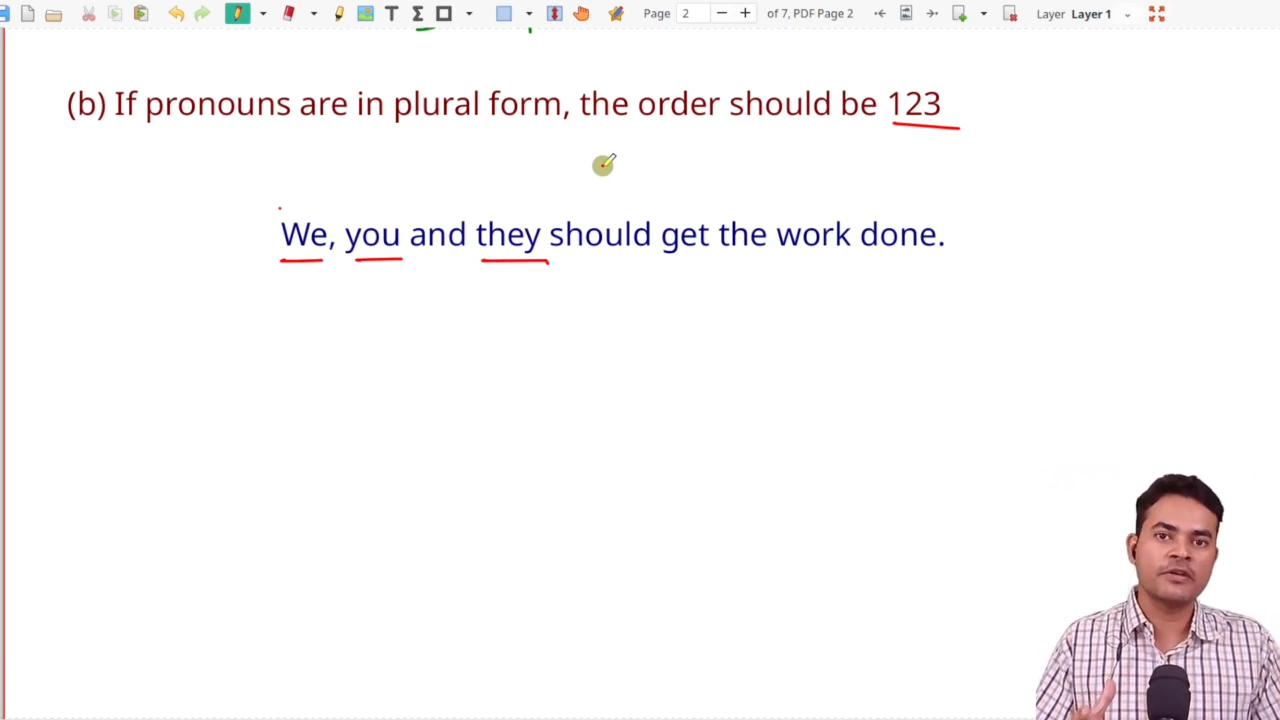 Page 2 of 7, PDF Page 2 Layer Layer 1
(b) If pronouns are in plural form, the order should be 123
We, you and they should get the work done.